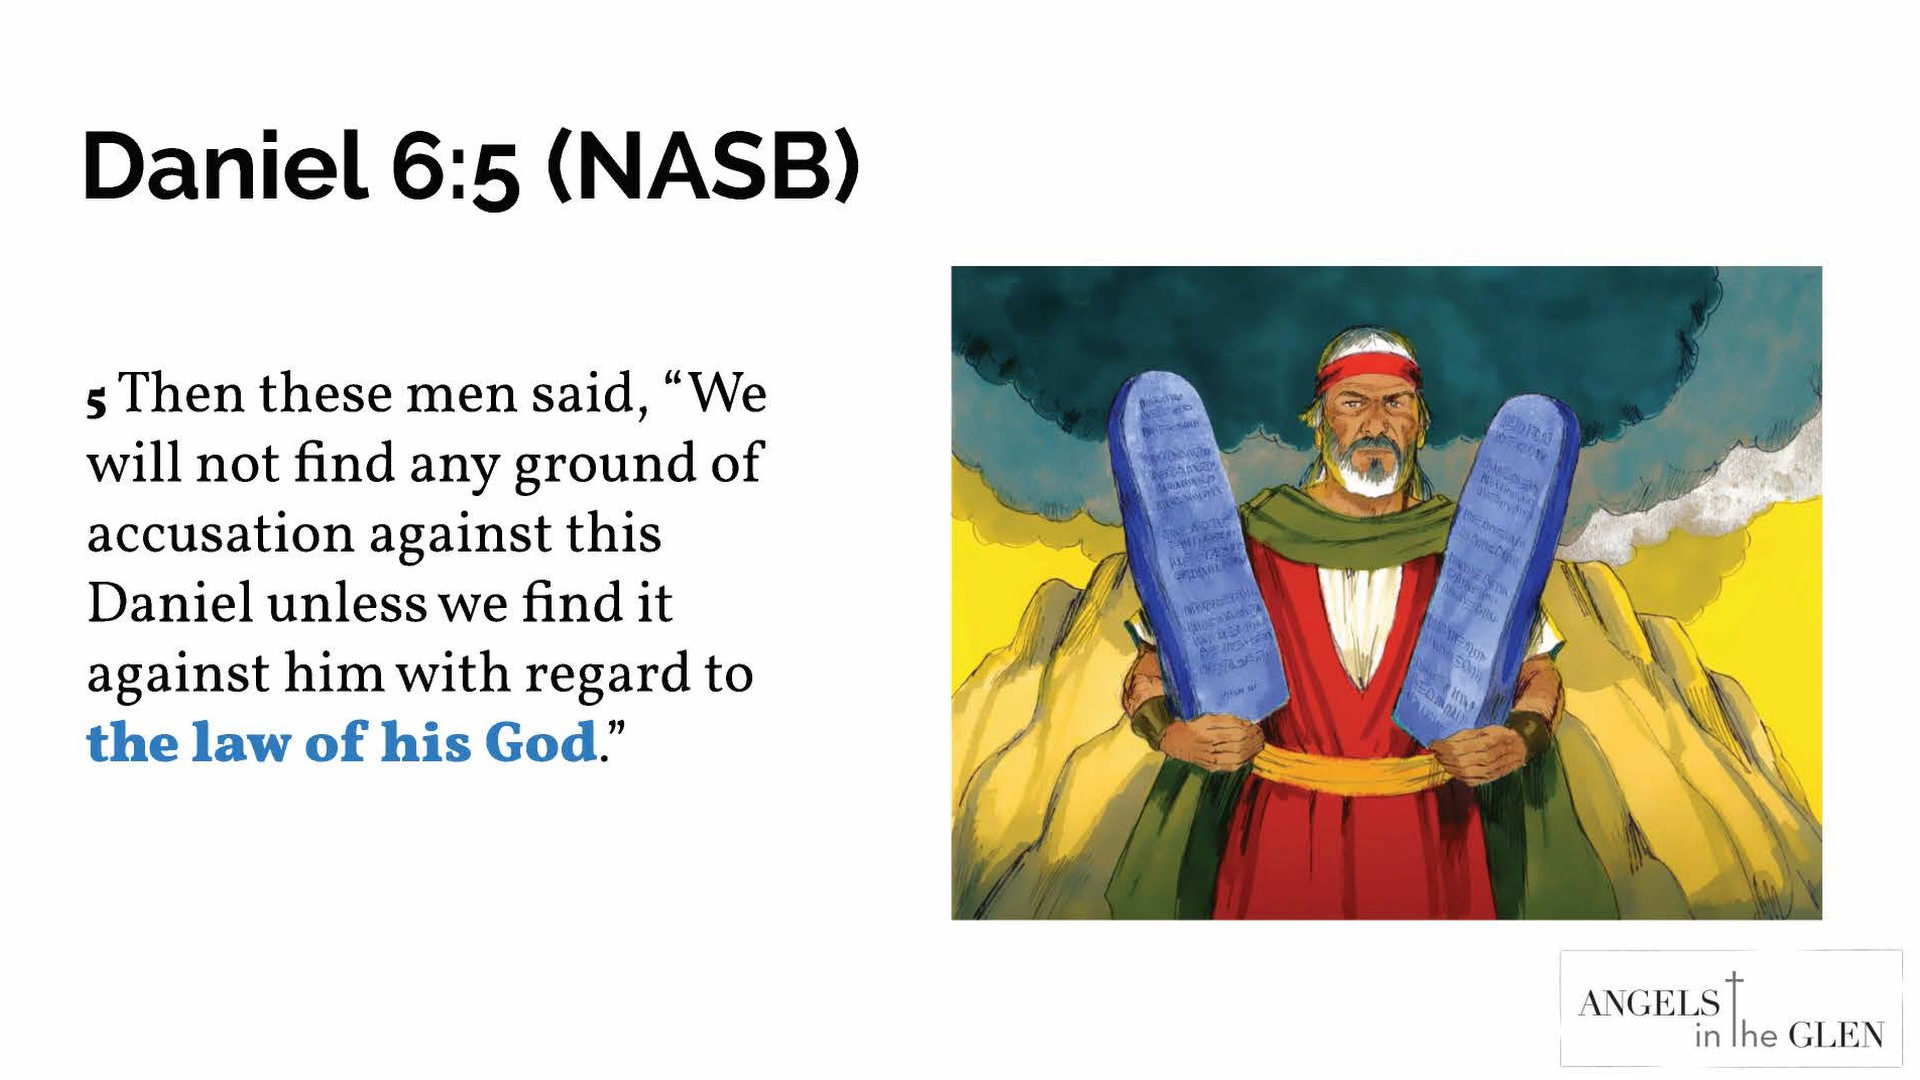 Daniel 6:5 (NASB)
5 Then these men said, “We
will not find any ground of
accusation against this
Daniel unless we find it
against him with regard to
the law of his God.”
ANGELS
in the GLEN